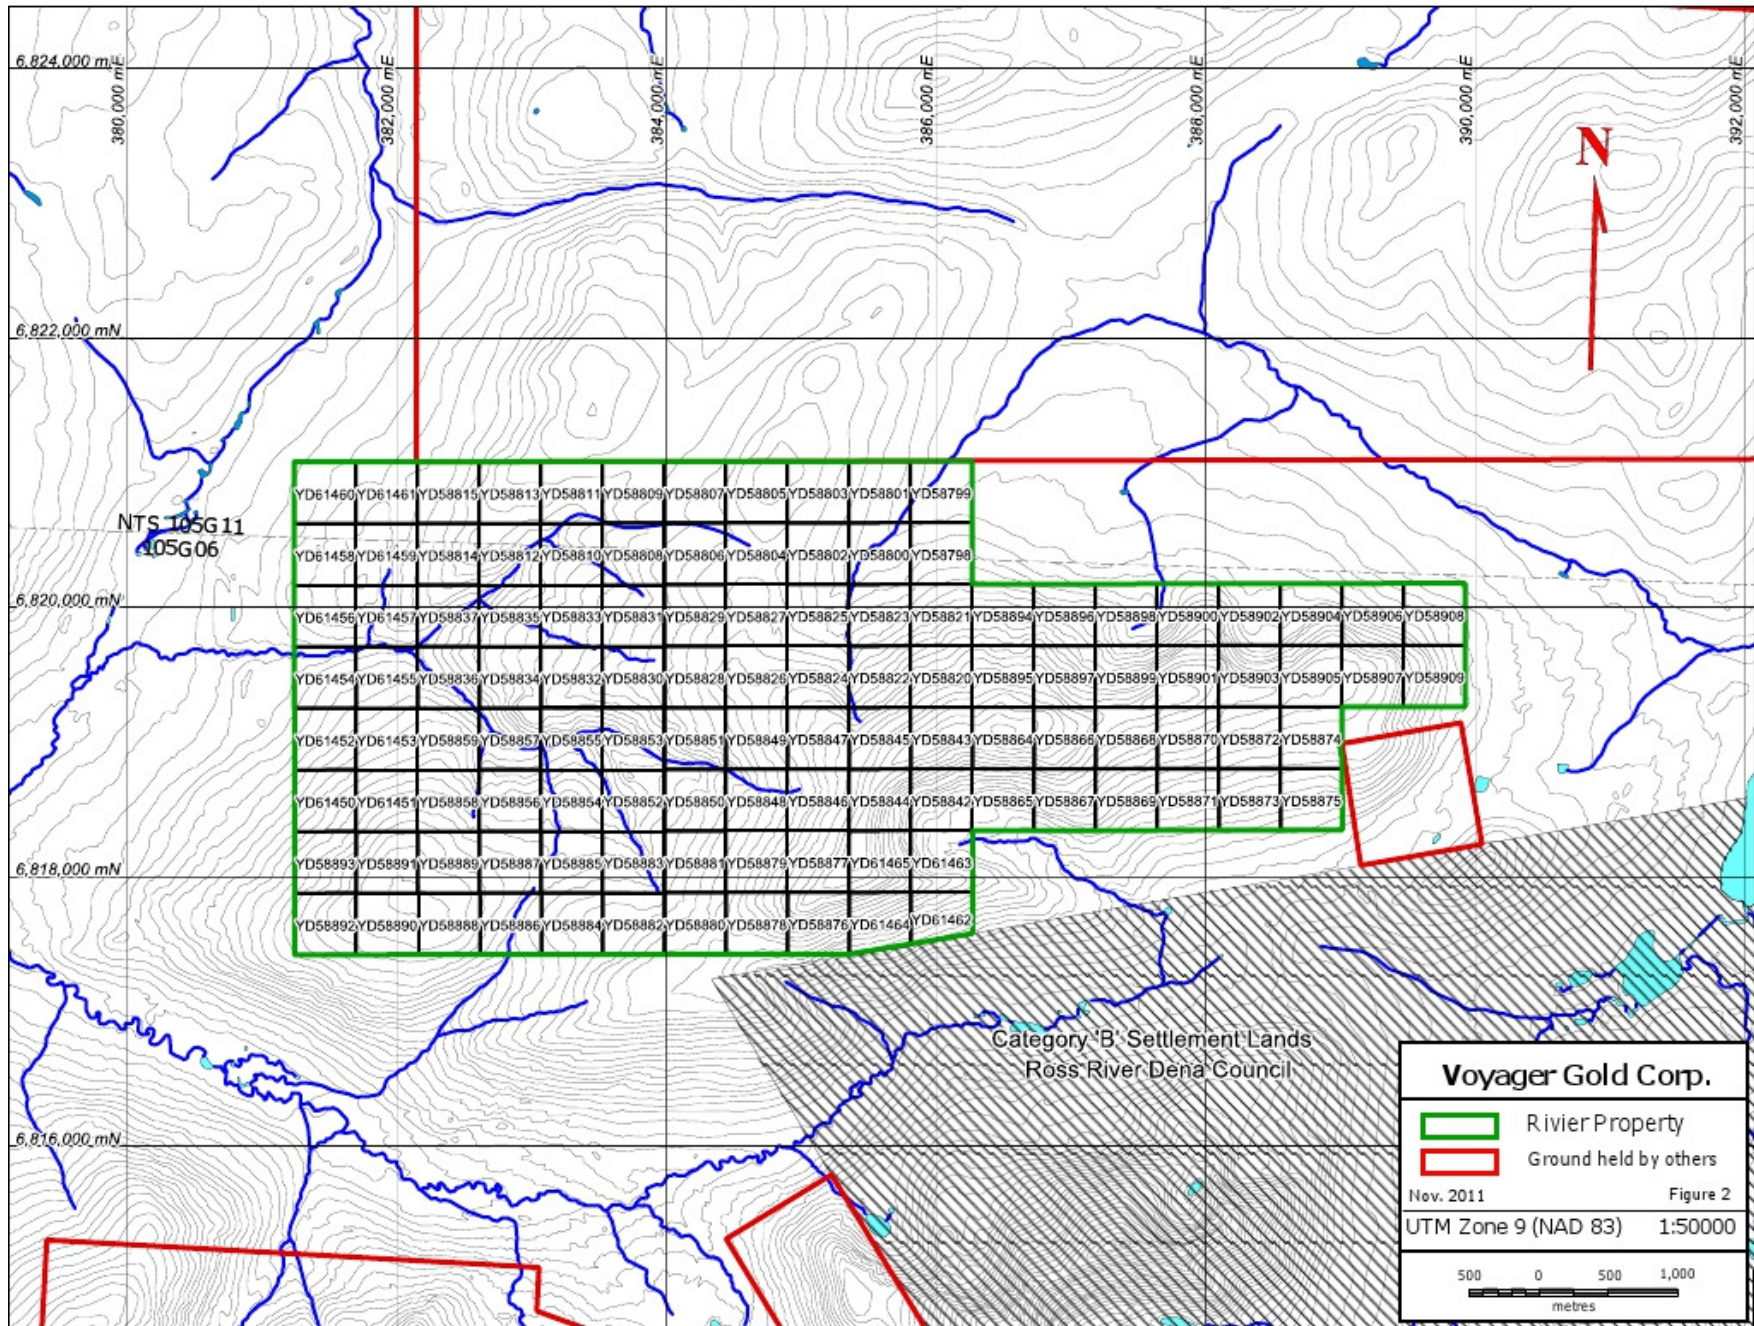 6,824,000 mN
380,000 mE
382,000 mE
384,000 mE
386,000 mE
388,000 mE
390,000 mE
392,000 mE
N
6,822,000 mN
YD61460 YD61461 YD58815 YD58813 YD58811 YD58809 YD58807 YD58805 YD58803 YD58801 YD58799
NTS 105G11
105G06
YD61458 YD61459 YD58814 YD58812 YD58810 YD58808 YD58806 YD58804 YD58802 YD58800 YD58798
6,820,000 mN
YD61456 YD61457 YD58837 YD58835 YD58833 YD58831 YD58829 YD58827 YD58825 YD58823 YD58821 YD58894 YD58896 YD58898 YD58900 YD58902 YD58904 YD58906 YD58908
YD61454 YD61455 YD58836 YD58834 YD58832 YD58830 YD58828 YD58826 YD58824 YD58822 YD58820 YD58895 YD58897 YD58899 YD58901 YD58903 YD58905 YD58907 YD58909
YD61452 YD61453 YD58859 YD58857 YD58855 YD58853 YD58851 YD58849 YD58847 YD58845 YD58843 YD58864 YD58866 YD58868 YD58870 YD58872 YD58874
YD61450 YD61451 YD58858 YD58856 YD58854 YD58852 YD58850 YD58848 YD58846 YD58844 YD58842 YD58865 YD58867 YD58869 YD58871 YD58873 YD58875
YD58893 YD58891 YD58889 YD58887 YD58885 YD58883 YD58881 YD58879 YD58877 YD61465 YD61463
6,818,000 mN
YD58892 YD58890 YD58888 YD58886 YD58884 YD58882 YD58880 YD58878 YD58876 YD61464 YD61462
Category 'B' Settlement Lands
Ross River Dena Council
6,816,000 mN
Voyager Gold Corp.
Rivier Property
Ground held by others
Nov. 2011 Figure 2
UTM Zone 9 (NAD 83) 1:50000
500 0 500 1,000
metres